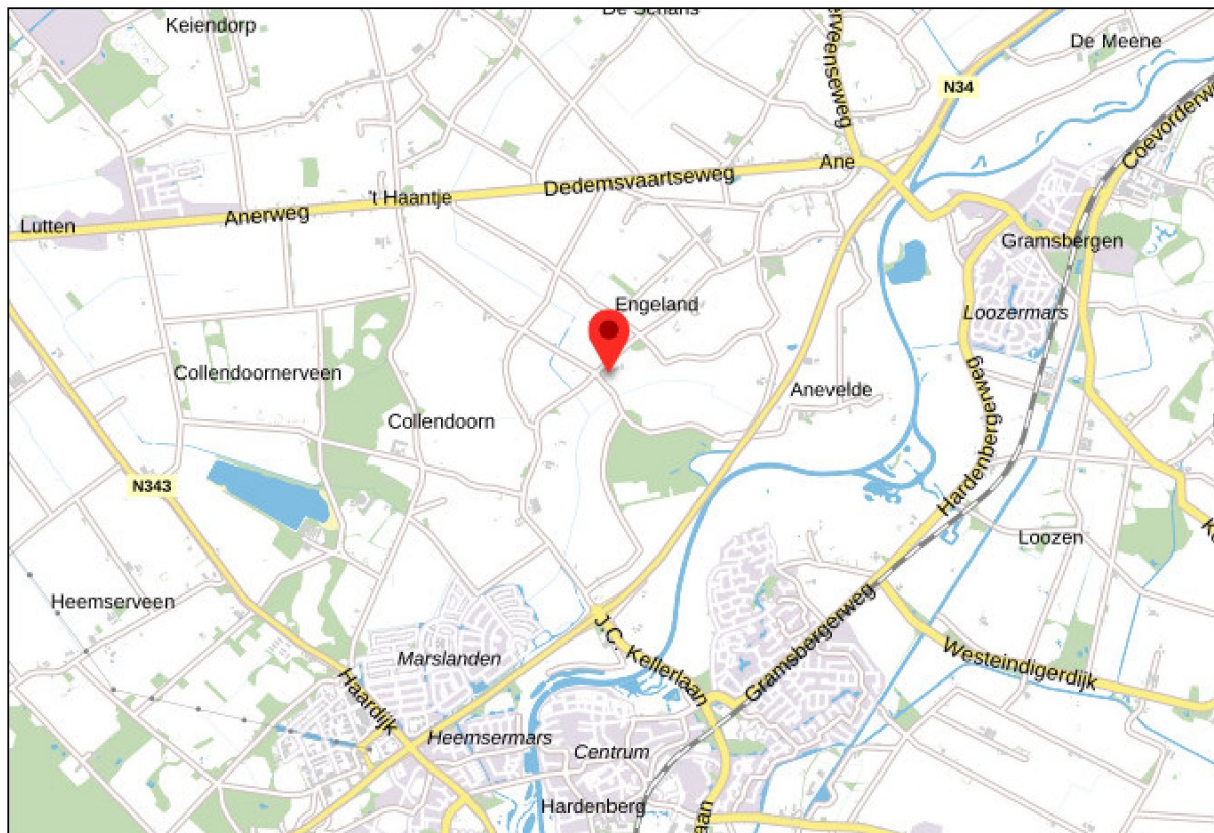 Keiendorp
De Schans
De Meene
N34
Coevorderweg
Ane
Dedemsvaartseweg
't Haantje
Anerweg
Lutten
Gramsbergen
Engeland
Loozermars
Collendoornerveen
Anevelde
Collendoorn
Hardenbergerweg
N343
Loozen
Heemserveen
J.C. Kellerlaan
Gramsbergerweg
Marslanden
Westeindigerdijk
Haardijk
Heemsermars
Centrum
Hardenberg